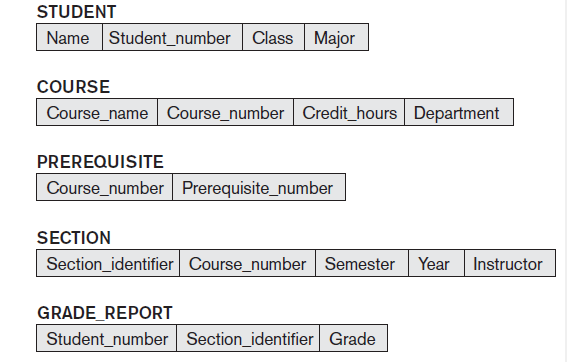 STUDENT
Name Student_number Class Major
COURSE
Course_name Course_number Credit_hours Department
PREREQUISITE
Course_number Prerequisite_number
SECTION
Section_identifier Course_number Semester Year Instructor
GRADE_REPORT
Student_number Section_identifier Grade